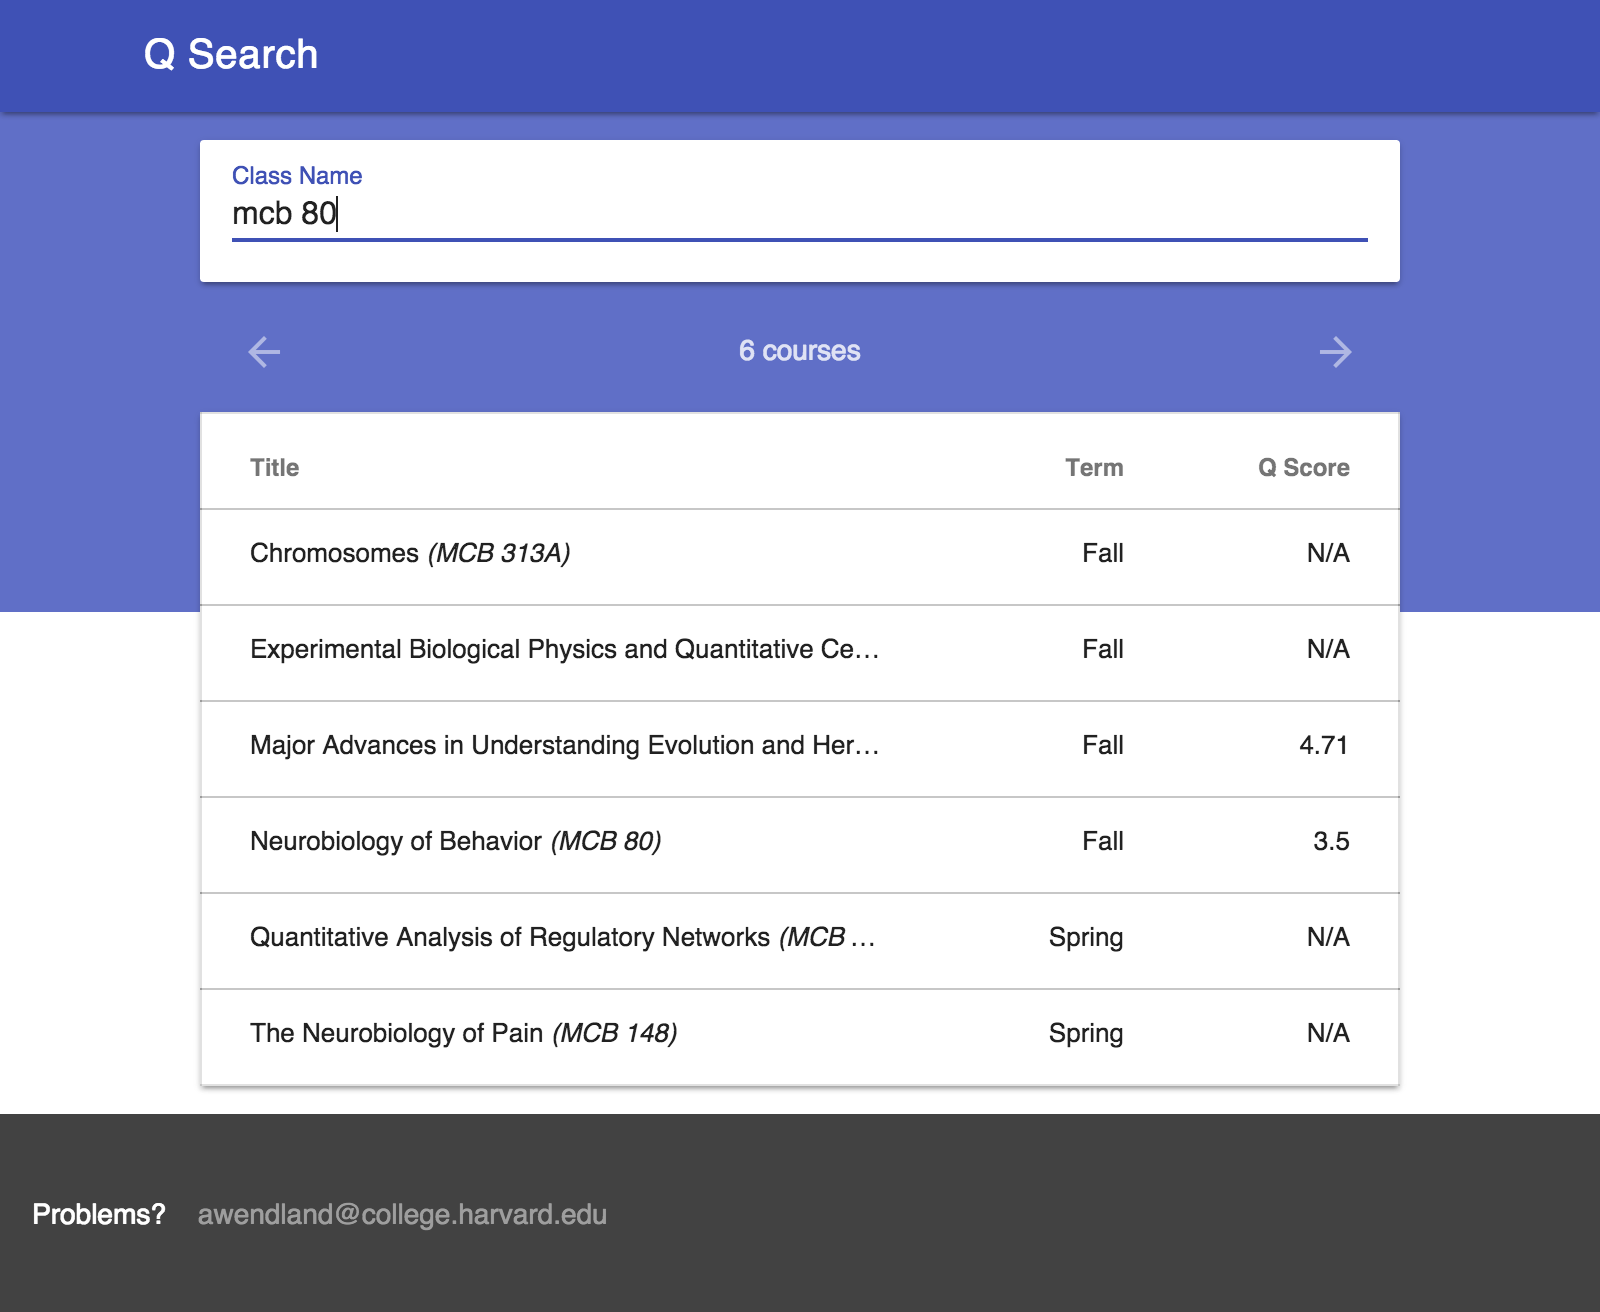 Q Search
Class Name
mcb 80
6 courses
Title Term Q Score
Chromosomes (MCB 313A) Fall N/A
Experimental Biological Physics and Quantitative Ce... Fall N/A
Major Advances in Understanding Evolution and Her... Fall 4.71
Neurobiology of Behavior (MCB 80) Fall 3.5
Quantitative Analysis of Regulatory Networks (MCB ... Spring N/A
The Neurobiology of Pain (MCB 148) Spring N/A
Problems? awendland@college.harvard.edu